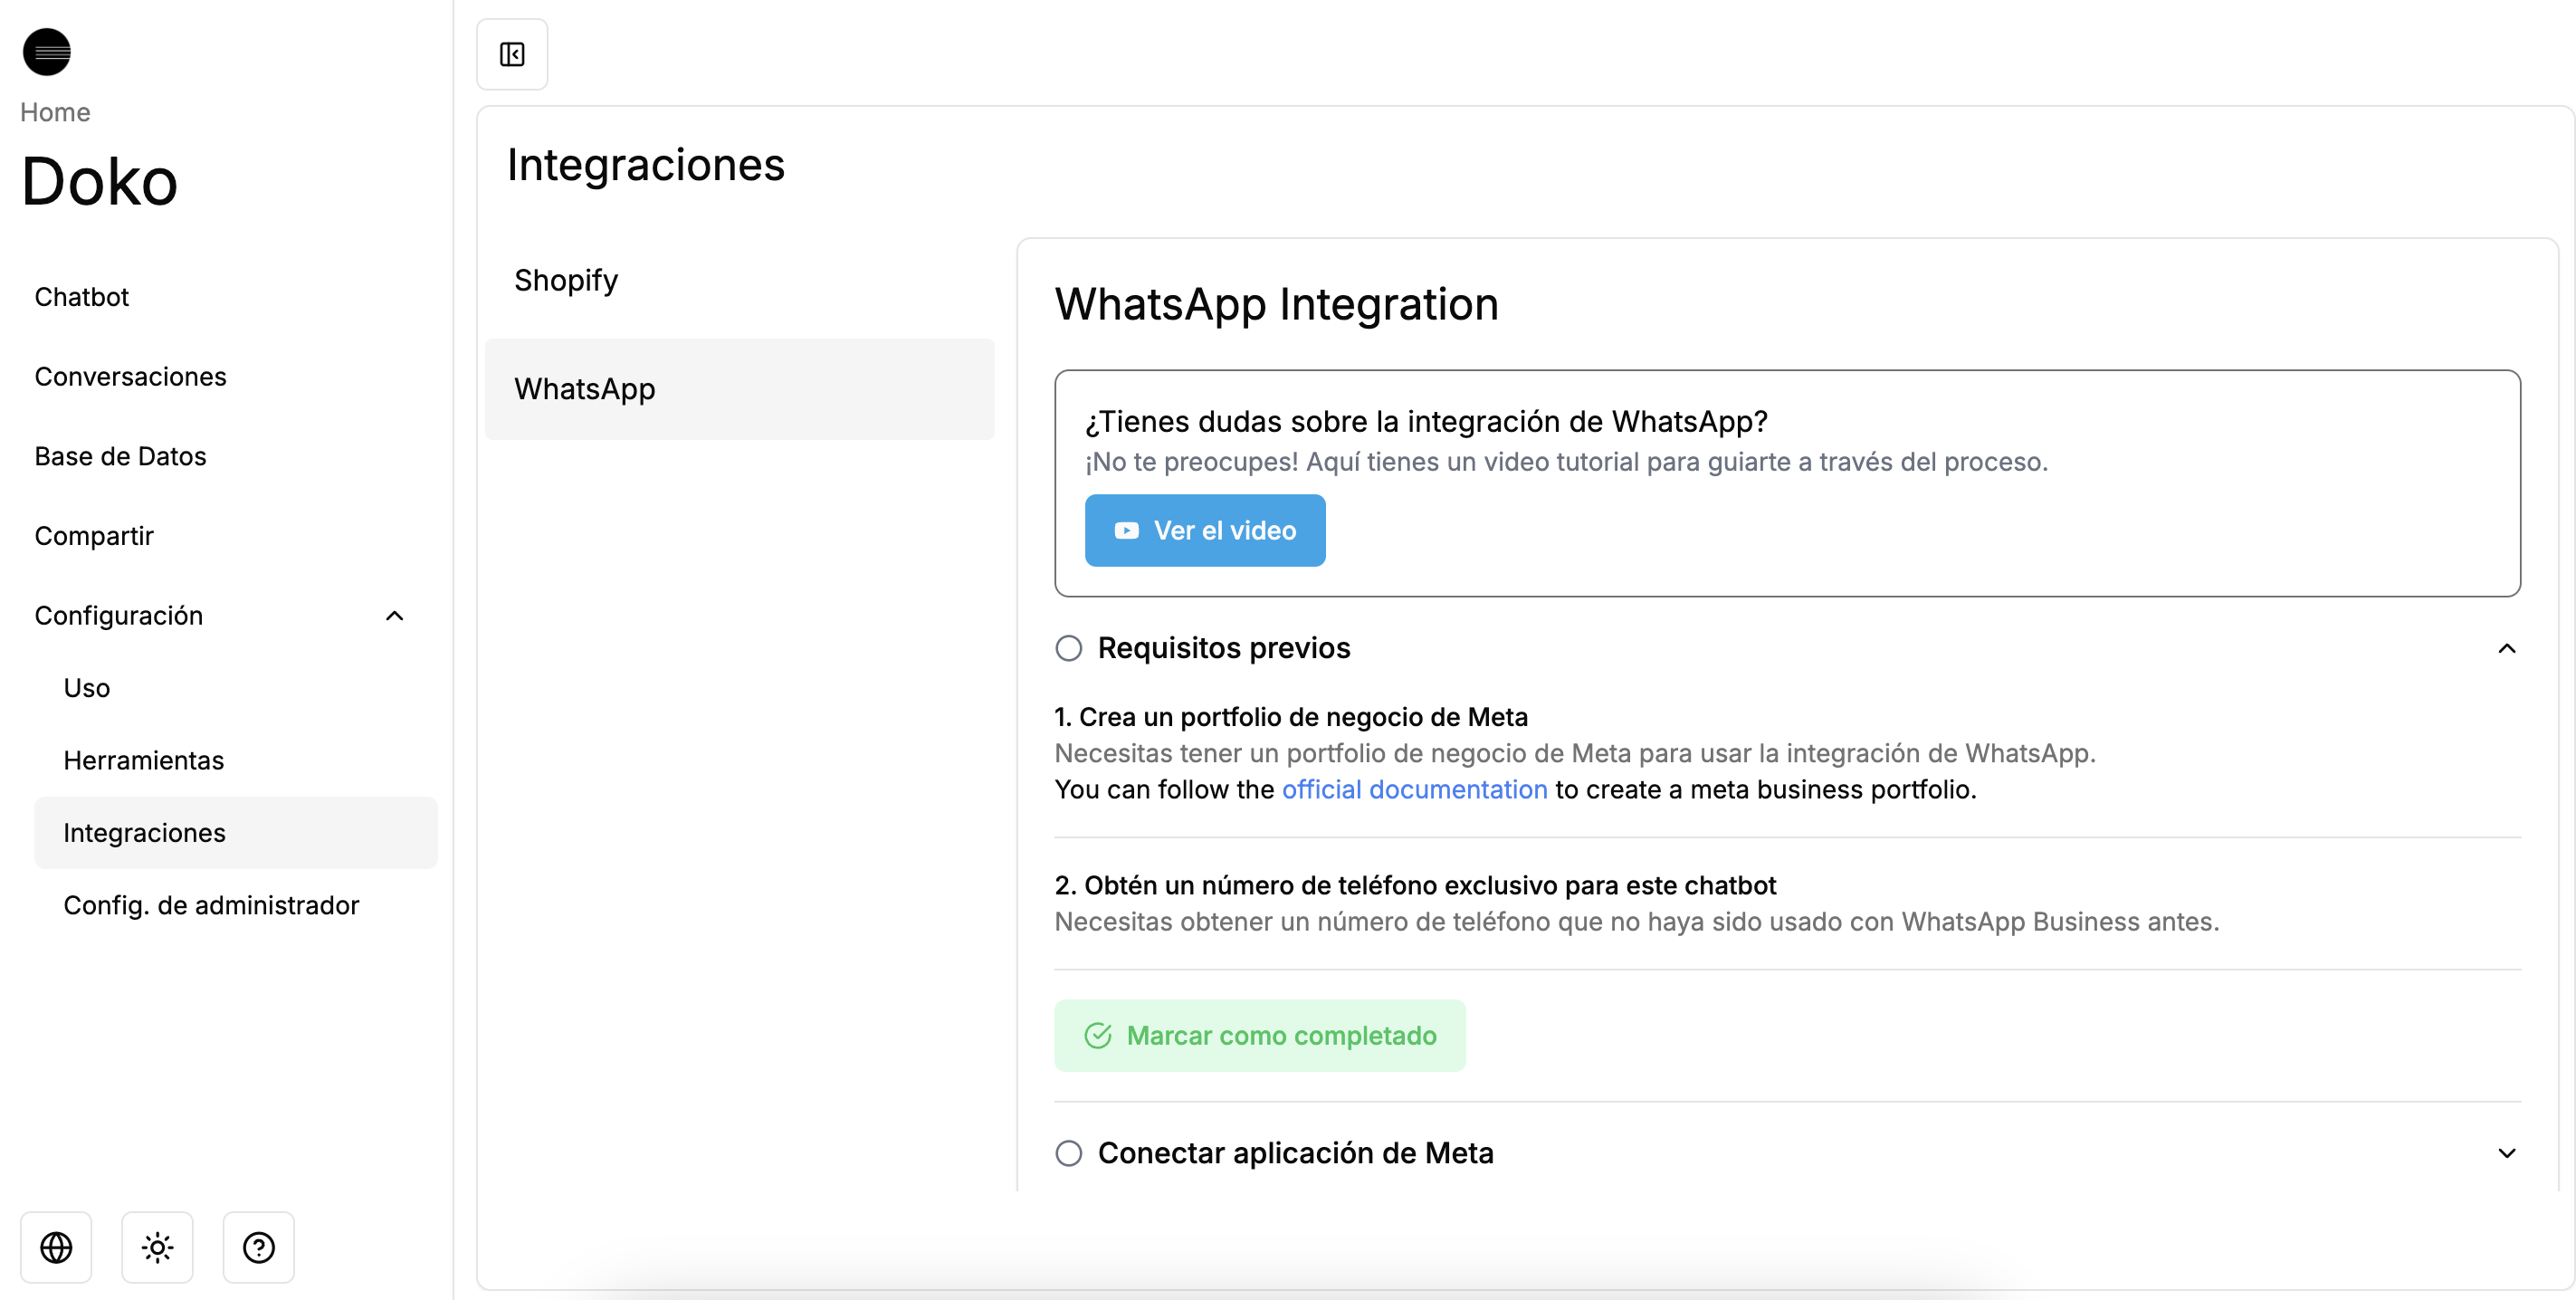 Home
Doko
Chatbot
Conversaciones
Base de Datos
Compartir
Configuración
Uso
Herramientas
Integraciones
Config. de administrador
Integraciones
Shopify
WhatsApp
WhatsApp Integration
¿Tienes dudas sobre la integración de WhatsApp?
¡No te preocupes! Aquí tienes un video tutorial para guiarte a través del proceso.
Ver el video
Requisitos previos
1. Crea un portfolio de negocio de Meta
Necesitas tener un portfolio de negocio de Meta para usar la integración de WhatsApp.
You can follow the official documentation to create a meta business portfolio.
2. Obtén un número de teléfono exclusivo para este chatbot
Necesitas obtener un número de teléfono que no haya sido usado con WhatsApp Business antes.
Marcar como completado
Conectar aplicación de Meta